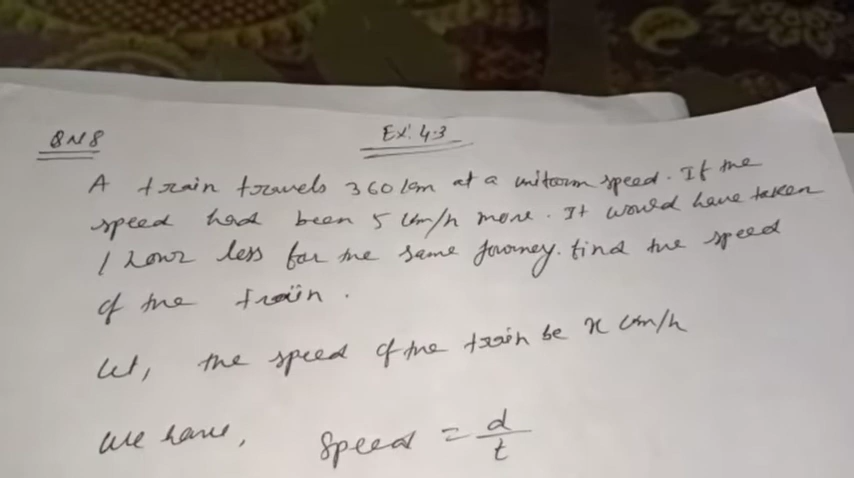 QN 8 Ex: 4.3
A train travels 360 km at a uniform speed. If the
speed had been 5 km/h more. It would have taken
1 hour less for the same journey. find the speed
of the train.
Let, the speed of the train be x km/h
We have, Speed = d/t